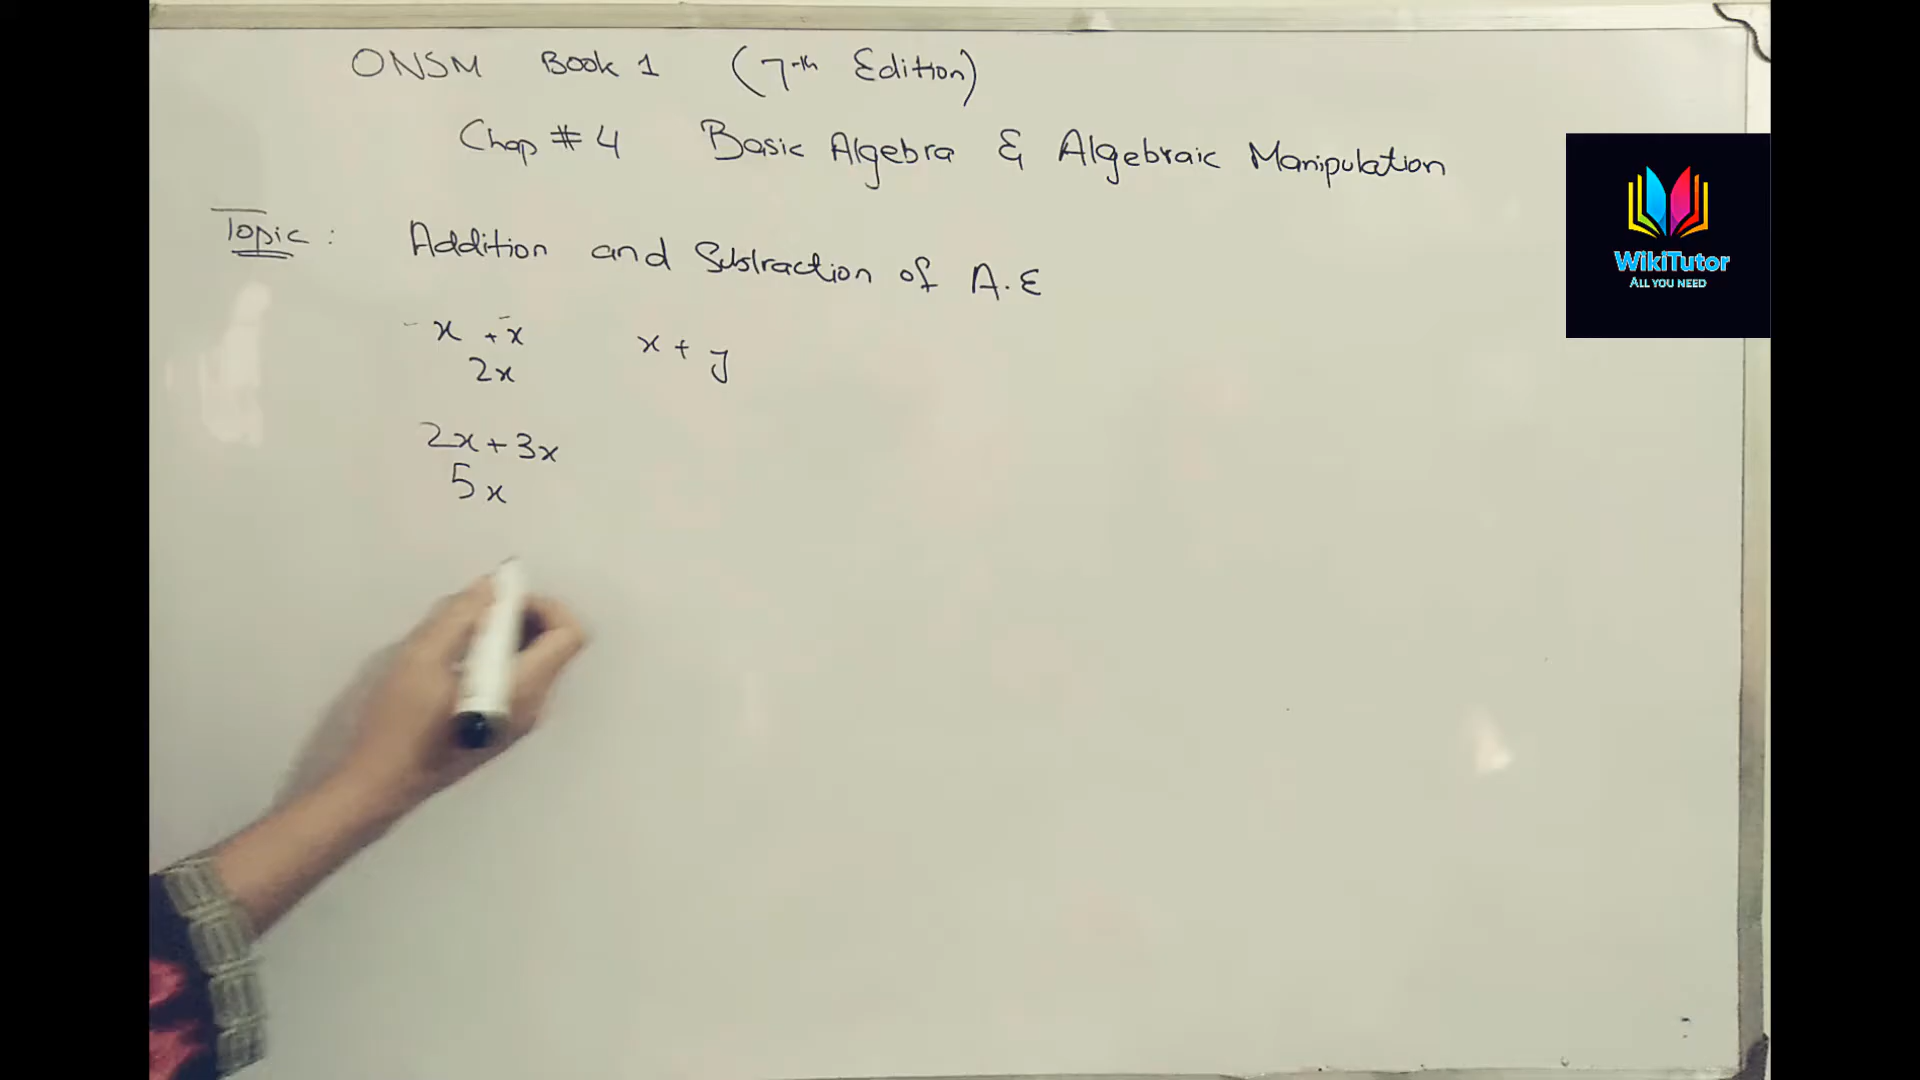 ONSM Book 1 (7th Edition)
Chap # 4 Basic Algebra & Algebraic Manipulation
Topic : Addition and Subtraction of A.E
x + x x + y
2x
2x + 3x
5x
WikiTutor
ALL YOU NEED